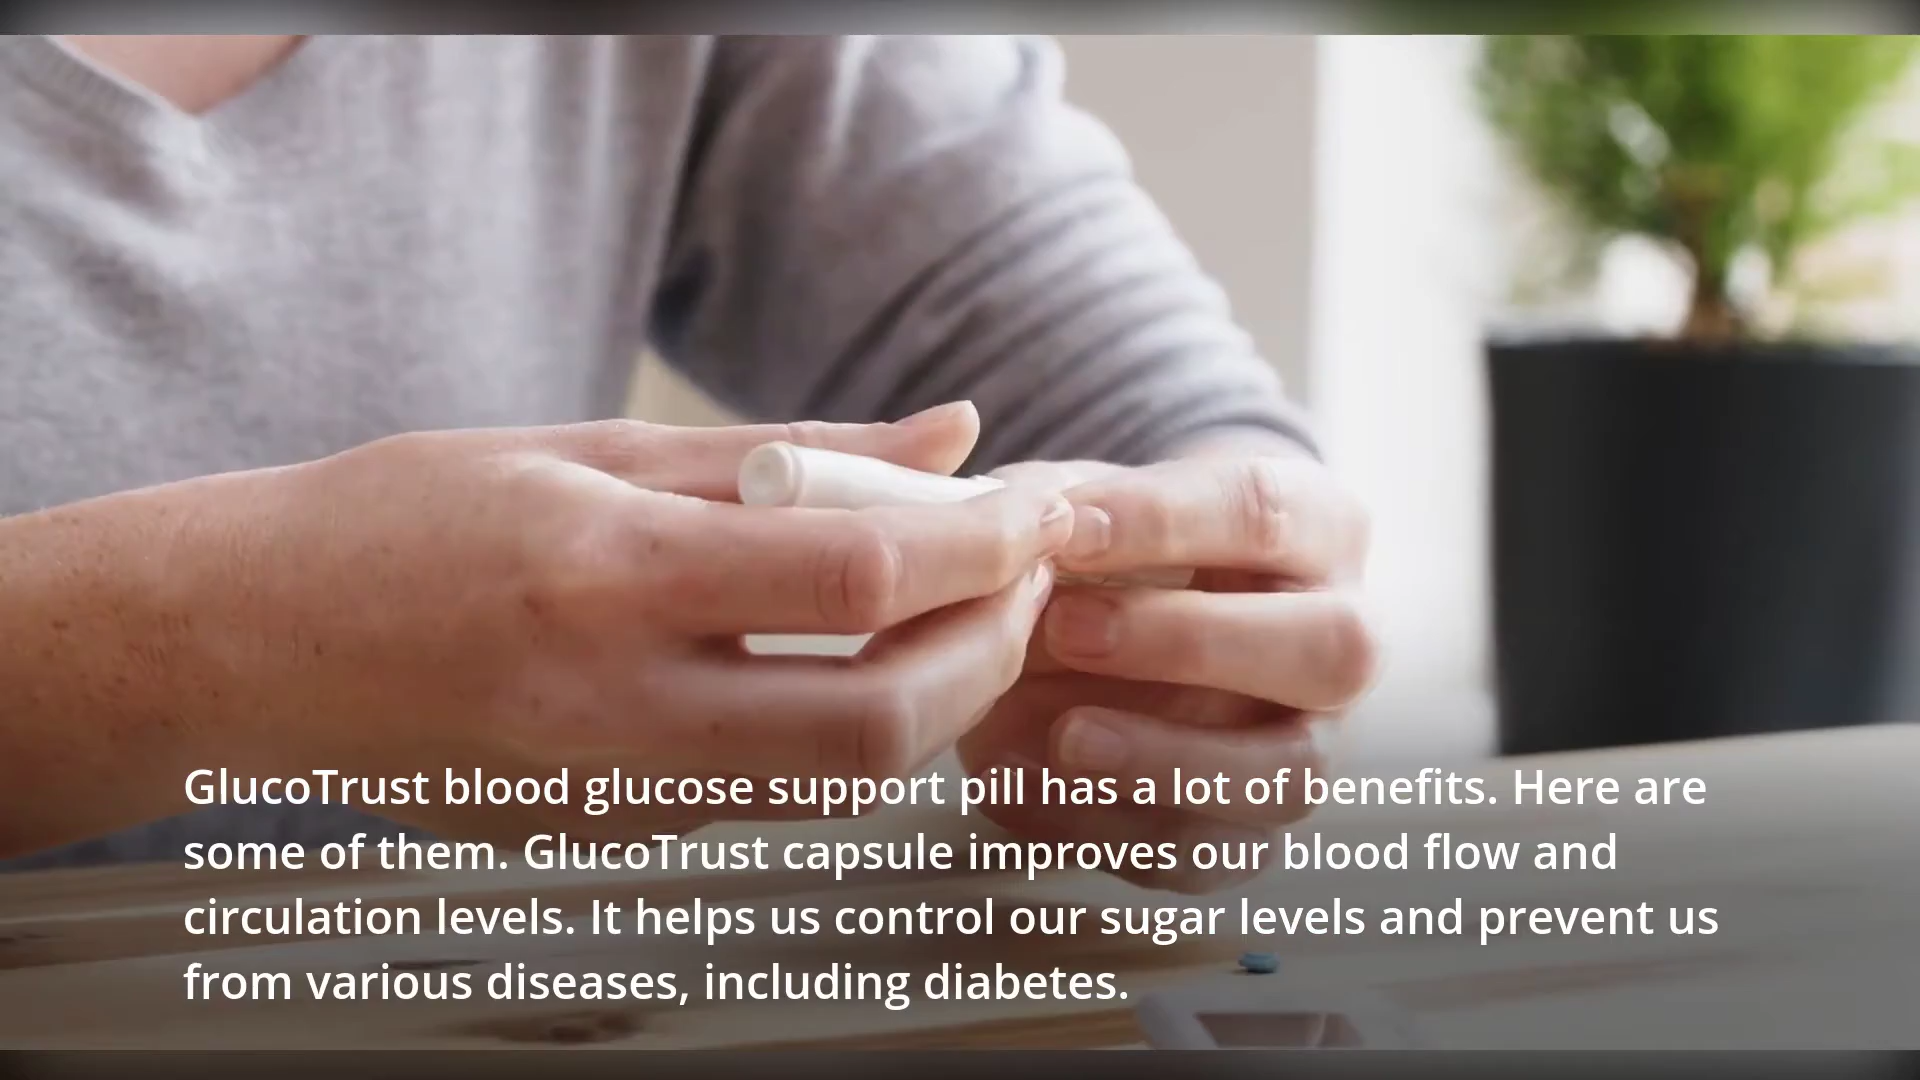 GlucoTrust blood glucose support pill has a lot of benefits. Here are
some of them. GlucoTrust capsule improves our blood flow and
circulation levels. It helps us control our sugar levels and prevent us
from various diseases, including diabetes.